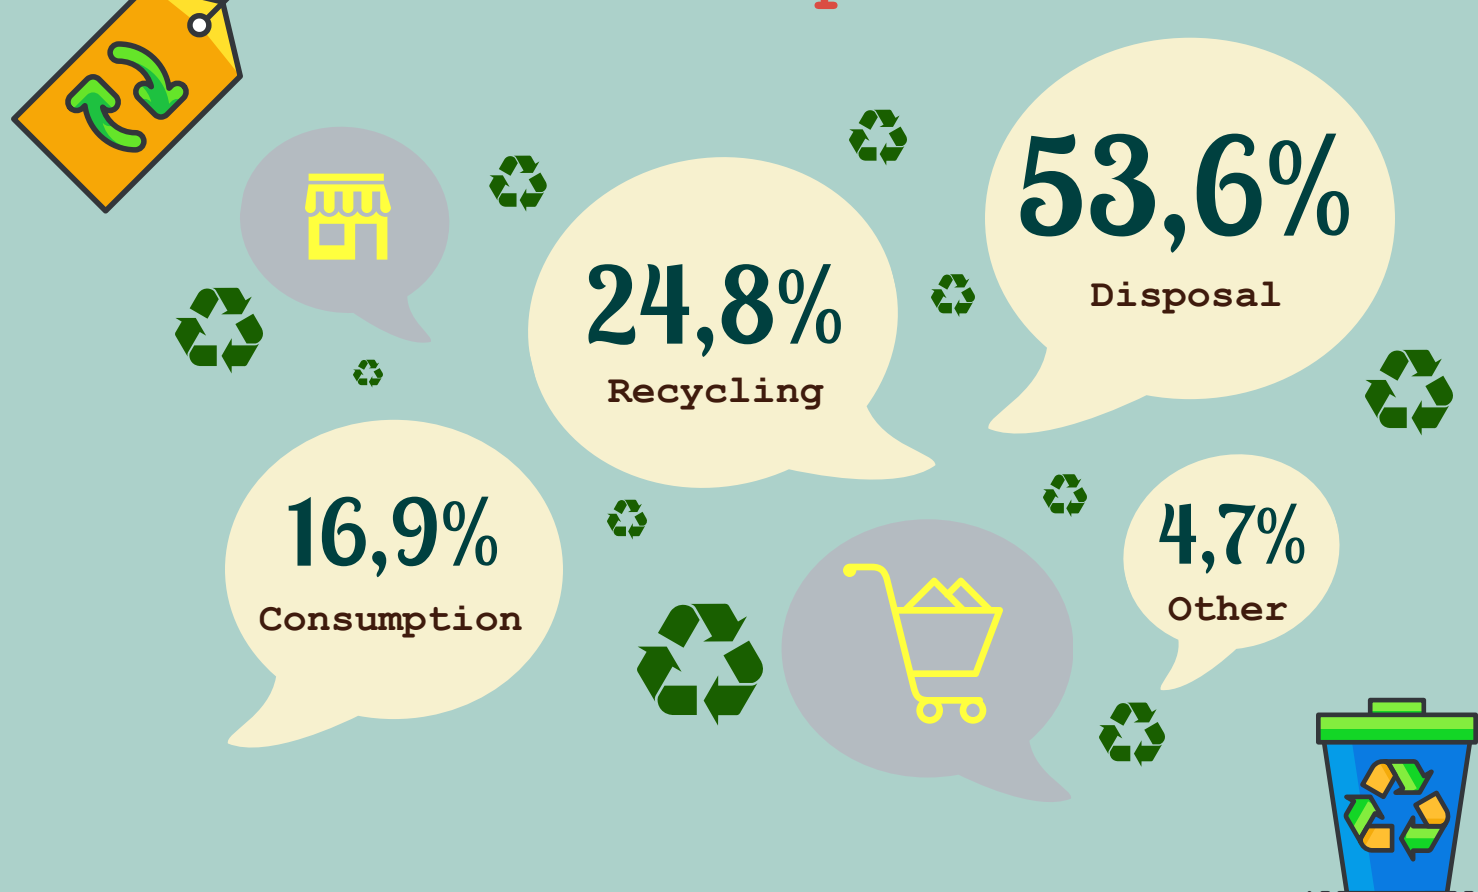 53,6%
Disposal
24,8%
Recycling
16,9%
Consumption
4,7%
Other